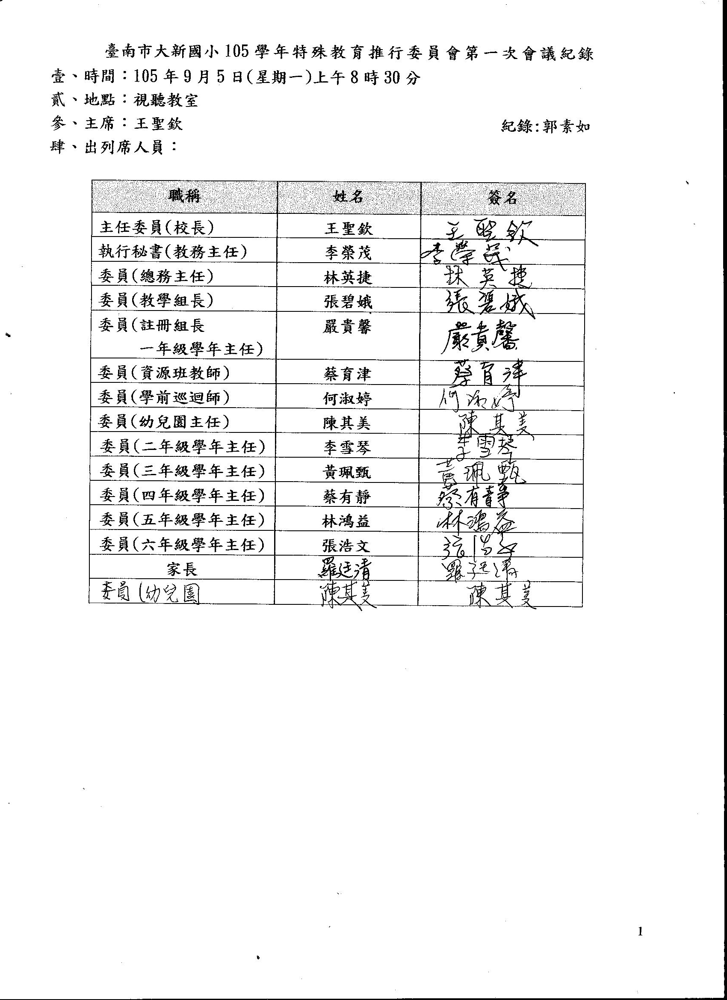 臺南市大新國小105學年特殊教育推行委員會第一次會議紀錄
壹、時間：105年9月5日(星期一)上午8時30分
貳、地點：視聽教室
參、主席：王聖欽 紀錄:郭素如
肆、出列席人員：
職稱 姓名 簽名
主任委員(校長) 王聖欽 王聖欽
執行秘書(教務主任) 李榮茂 李榮茂
委員(總務主任) 林英捷 林英捷
委員(教學組長) 張碧娥 張碧娥
委員(註冊組長 嚴貴馨 嚴貴馨
一年級學年主任)
委員(資源班教師) 蔡育津 蔡育津
委員(學前巡迴師) 何淑婷 何淑婷
委員(幼兒園主任) 陳其美 陳其美
委員(二年級學年主任) 李雪琴 李雪琴
委員(三年級學年主任) 黃珮甄 黃珮甄
委員(四年級學年主任) 蔡有靜 蔡有靜
委員(五年級學年主任) 林鴻益 林鴻益
委員(六年級學年主任) 張浩文 張浩文
家長 羅廷清 羅廷清
委員(幼兒園 陳其美 陳其美
1